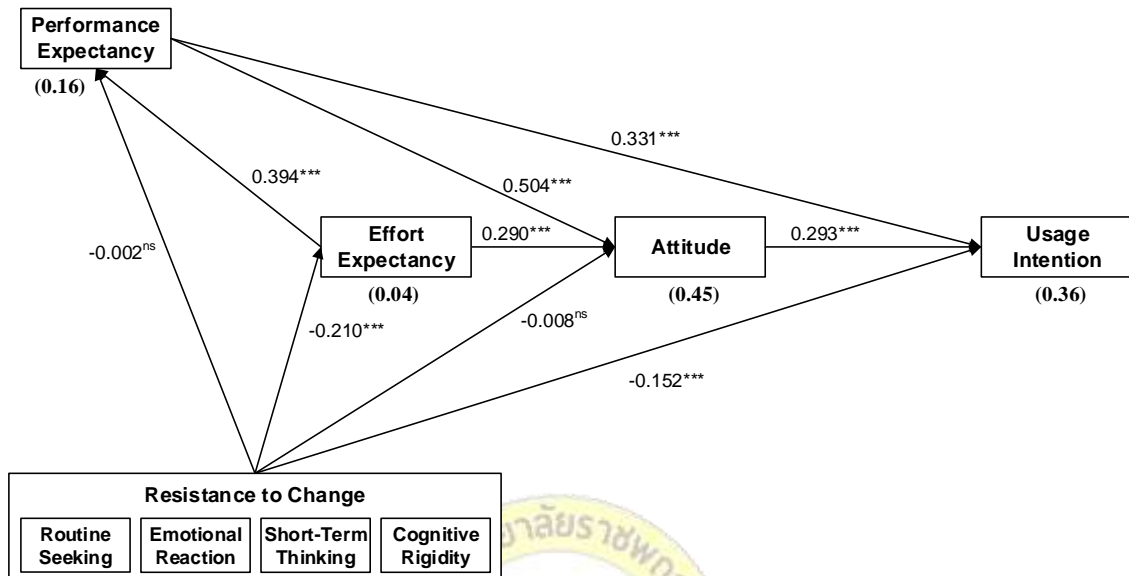 Performance
Expectancy
(0.16)
0.331***
0.394***
0.504***
-0.002ns
Effort
Expectancy
(0.04)
0.290***
Attitude
(0.45)
0.293***
Usage
Intention
(0.36)
-0.210***
-0.008ns
-0.152***
Resistance to Change
Routine
Seeking
Emotional
Reaction
Short-Term
Thinking
Cognitive
Rigidity